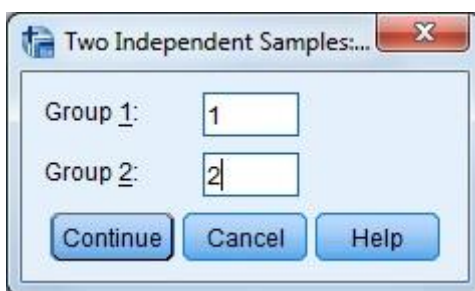 Two Independent Samples:...
Group 1: 1
Group 2: 2
Continue Cancel Help